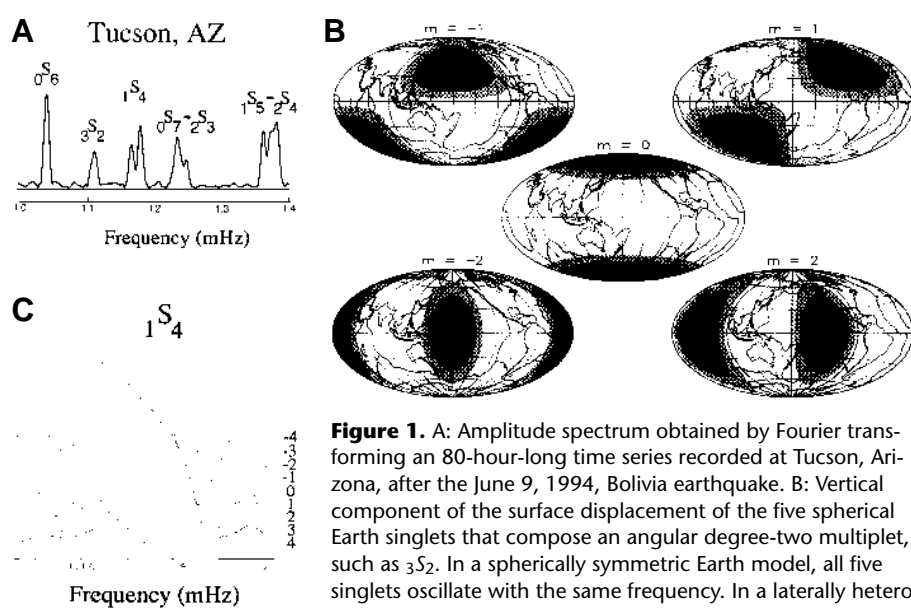 A Tucson, AZ
0S6
3S2
1S4
0S7-2S3
1S5-2S4
1.0 1.1 1.2 1.3 1.4
Frequency (mHz)
B
m = -1
m = 1
m = 0
m = -2
m = 2
C
1S4
-4
-3
-2
-1
0
1
2
3
4
Frequency (mHz)
Figure 1. A: Amplitude spectrum obtained by Fourier trans-
forming an 80-hour-long time series recorded at Tucson, Ari-
zona, after the June 9, 1994, Bolivia earthquake. B: Vertical
component of the surface displacement of the five spherical
Earth singlets that compose an angular degree-two multiplet,
such as 3S2. In a spherically symmetric Earth model, all five
singlets oscillate with the same frequency. In a laterally hetero